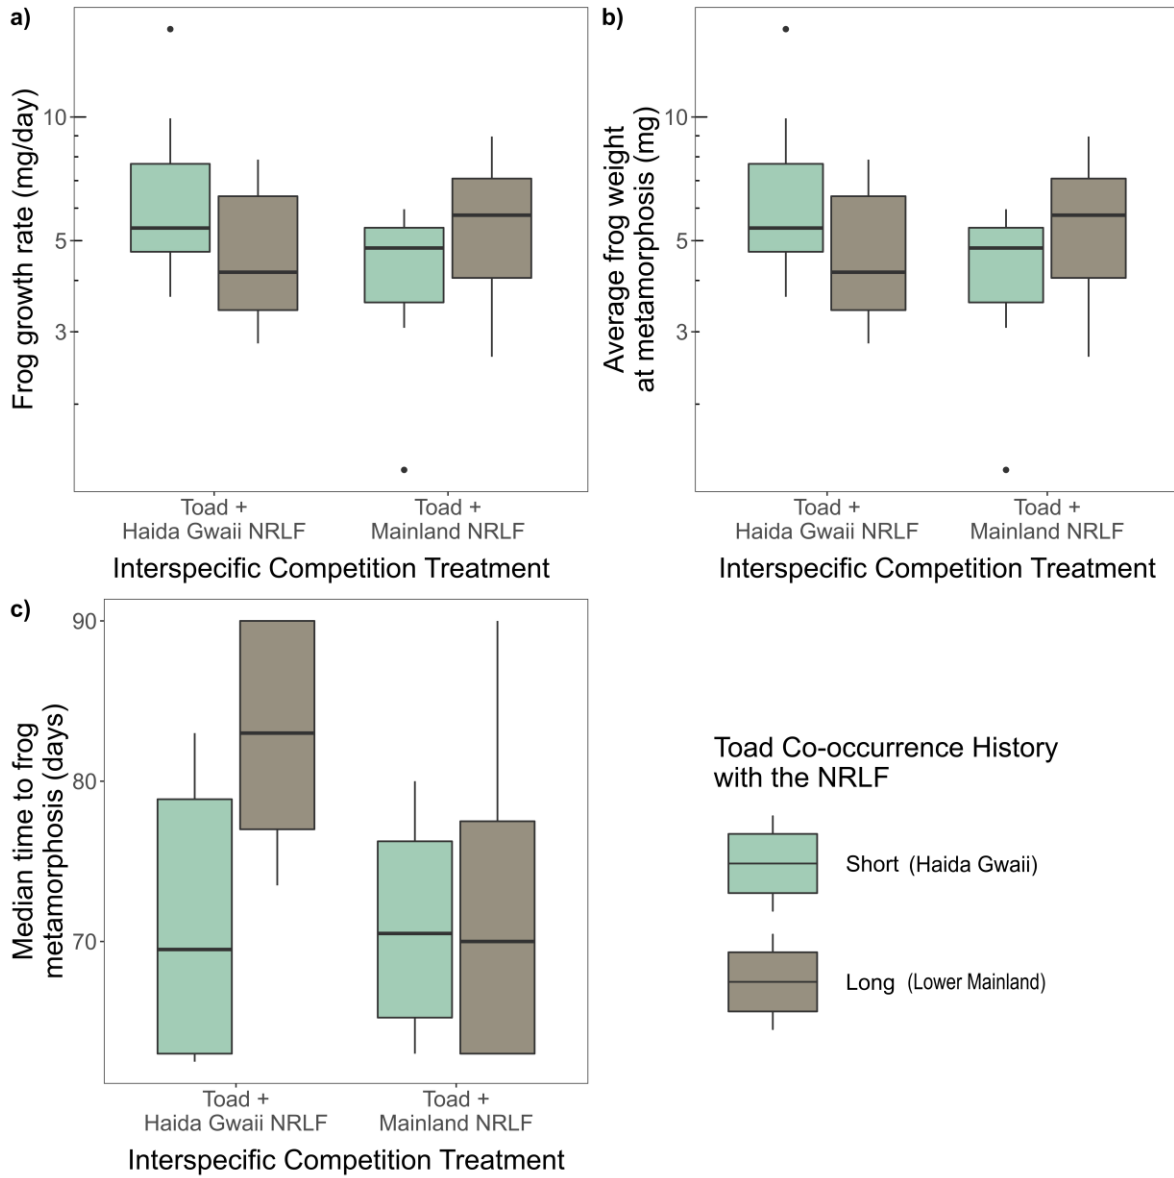 a)
Frog growth rate (mg/day)
10
5
3
Toad +
Haida Gwaii NRLF
Toad +
Mainland NRLF
Interspecific Competition Treatment
b)
Average frog weight
at metamorphosis (mg)
10
5
3
Toad +
Haida Gwaii NRLF
Toad +
Mainland NRLF
Interspecific Competition Treatment
c)
Median time to frog
metamorphosis (days)
90
80
70
Toad +
Haida Gwaii NRLF
Toad +
Mainland NRLF
Interspecific Competition Treatment
Toad Co-occurrence History
with the NRLF
Short (Haida Gwaii)
Long (Lower Mainland)